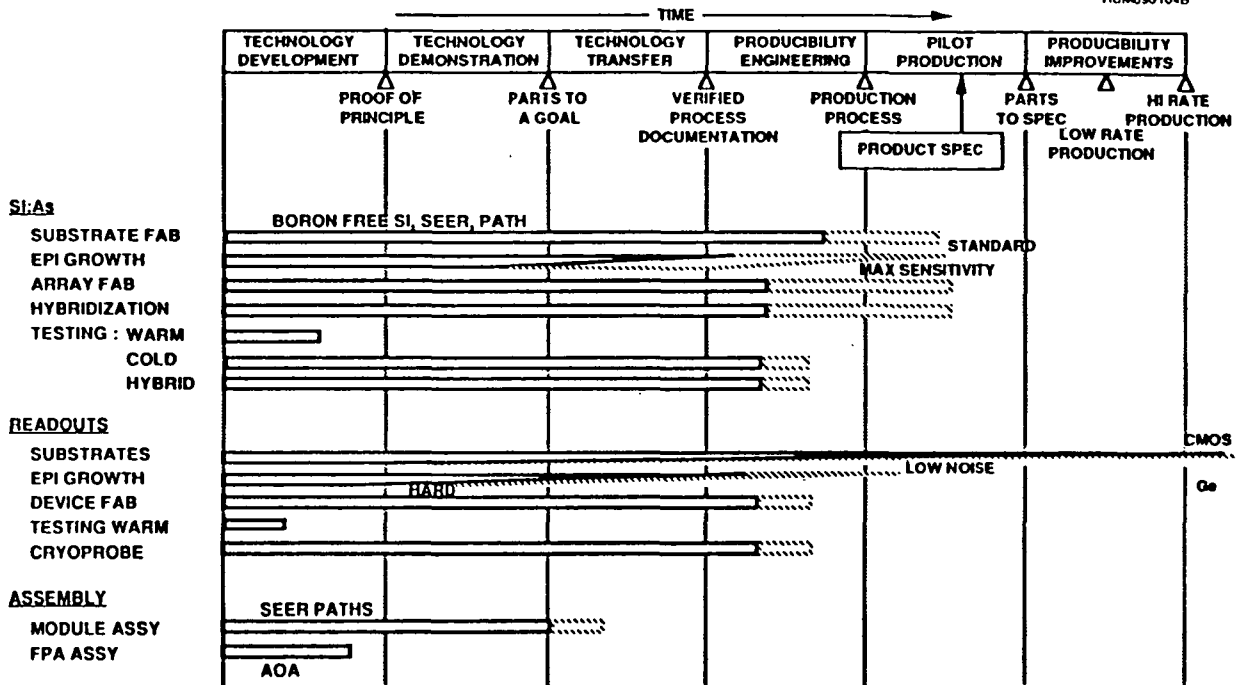 TIME
TECHNOLOGY DEVELOPMENT
TECHNOLOGY DEMONSTRATION
TECHNOLOGY TRANSFER
PRODUCIBILITY ENGINEERING
PILOT PRODUCTION
PRODUCIBILITY IMPROVEMENTS
PROOF OF PRINCIPLE
PARTS TO A GOAL
VERIFIED PROCESS DOCUMENTATION
PRODUCTION PROCESS
PRODUCT SPEC
PARTS TO SPEC
LOW RATE PRODUCTION
HI RATE PRODUCTION
SI:As
BORON FREE SI, SEER, PATH
SUBSTRATE FAB
STANDARD
EPI GROWTH
MAX SENSITIVITY
ARRAY FAB
HYBRIDIZATION
TESTING : WARM
COLD
HYBRID
READOUTS
CMOS
SUBSTRATES
LOW NOISE
EPI GROWTH
HARD
Ge
DEVICE FAB
TESTING WARM
CRYOPROBE
ASSEMBLY
SEER PATHS
MODULE ASSY
FPA ASSY
AOA